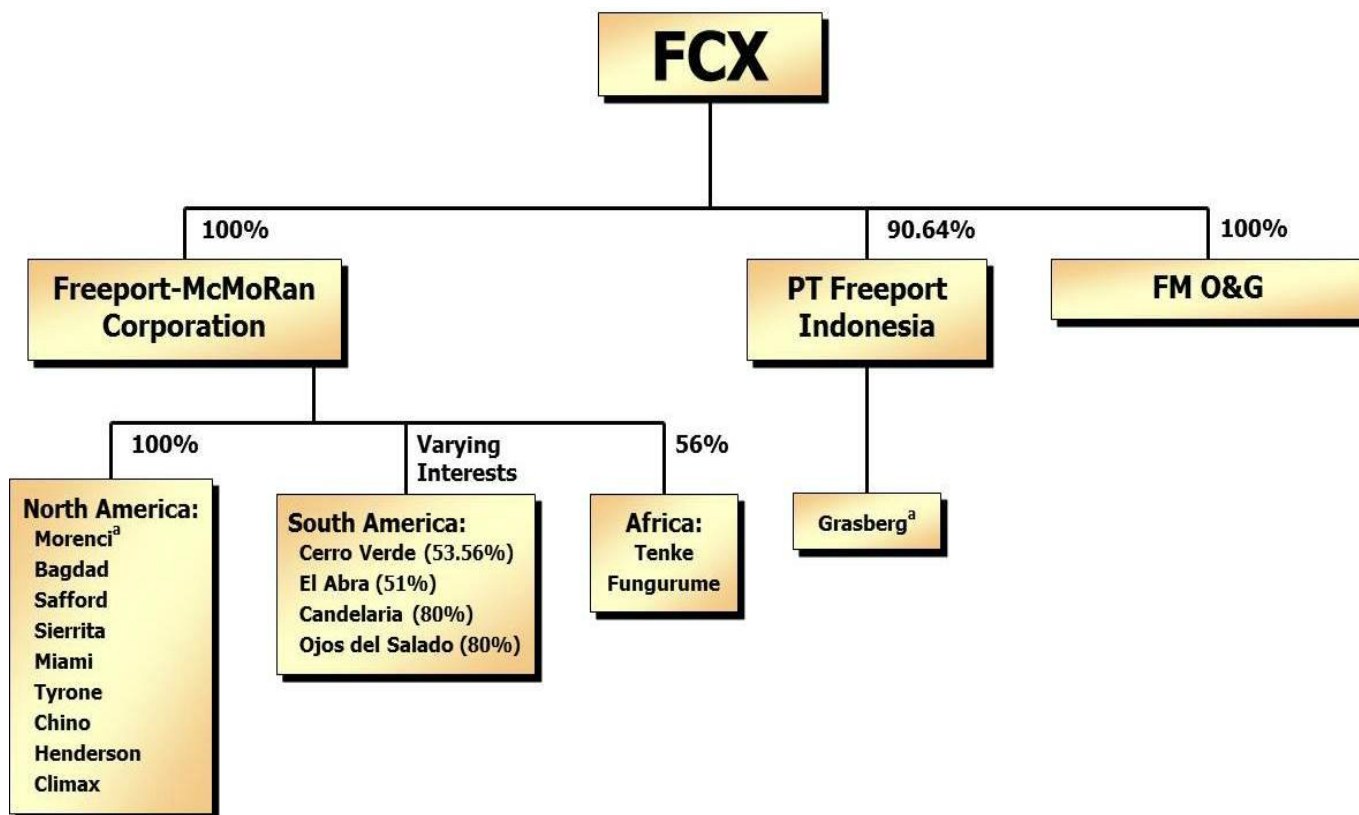 FCX
100%
90.64%
100%
Freeport-McMoRan
Corporation
PT Freeport
Indonesia
FM O&G
100%
Varying
Interests
56%
North America:
Morenciª
Bagdad
Safford
Sierrita
Miami
Tyrone
Chino
Henderson
Climax
South America:
Cerro Verde (53.56%)
El Abra (51%)
Candelaria (80%)
Ojos del Salado (80%)
Africa:
Tenke
Fungurume
Grasbergª